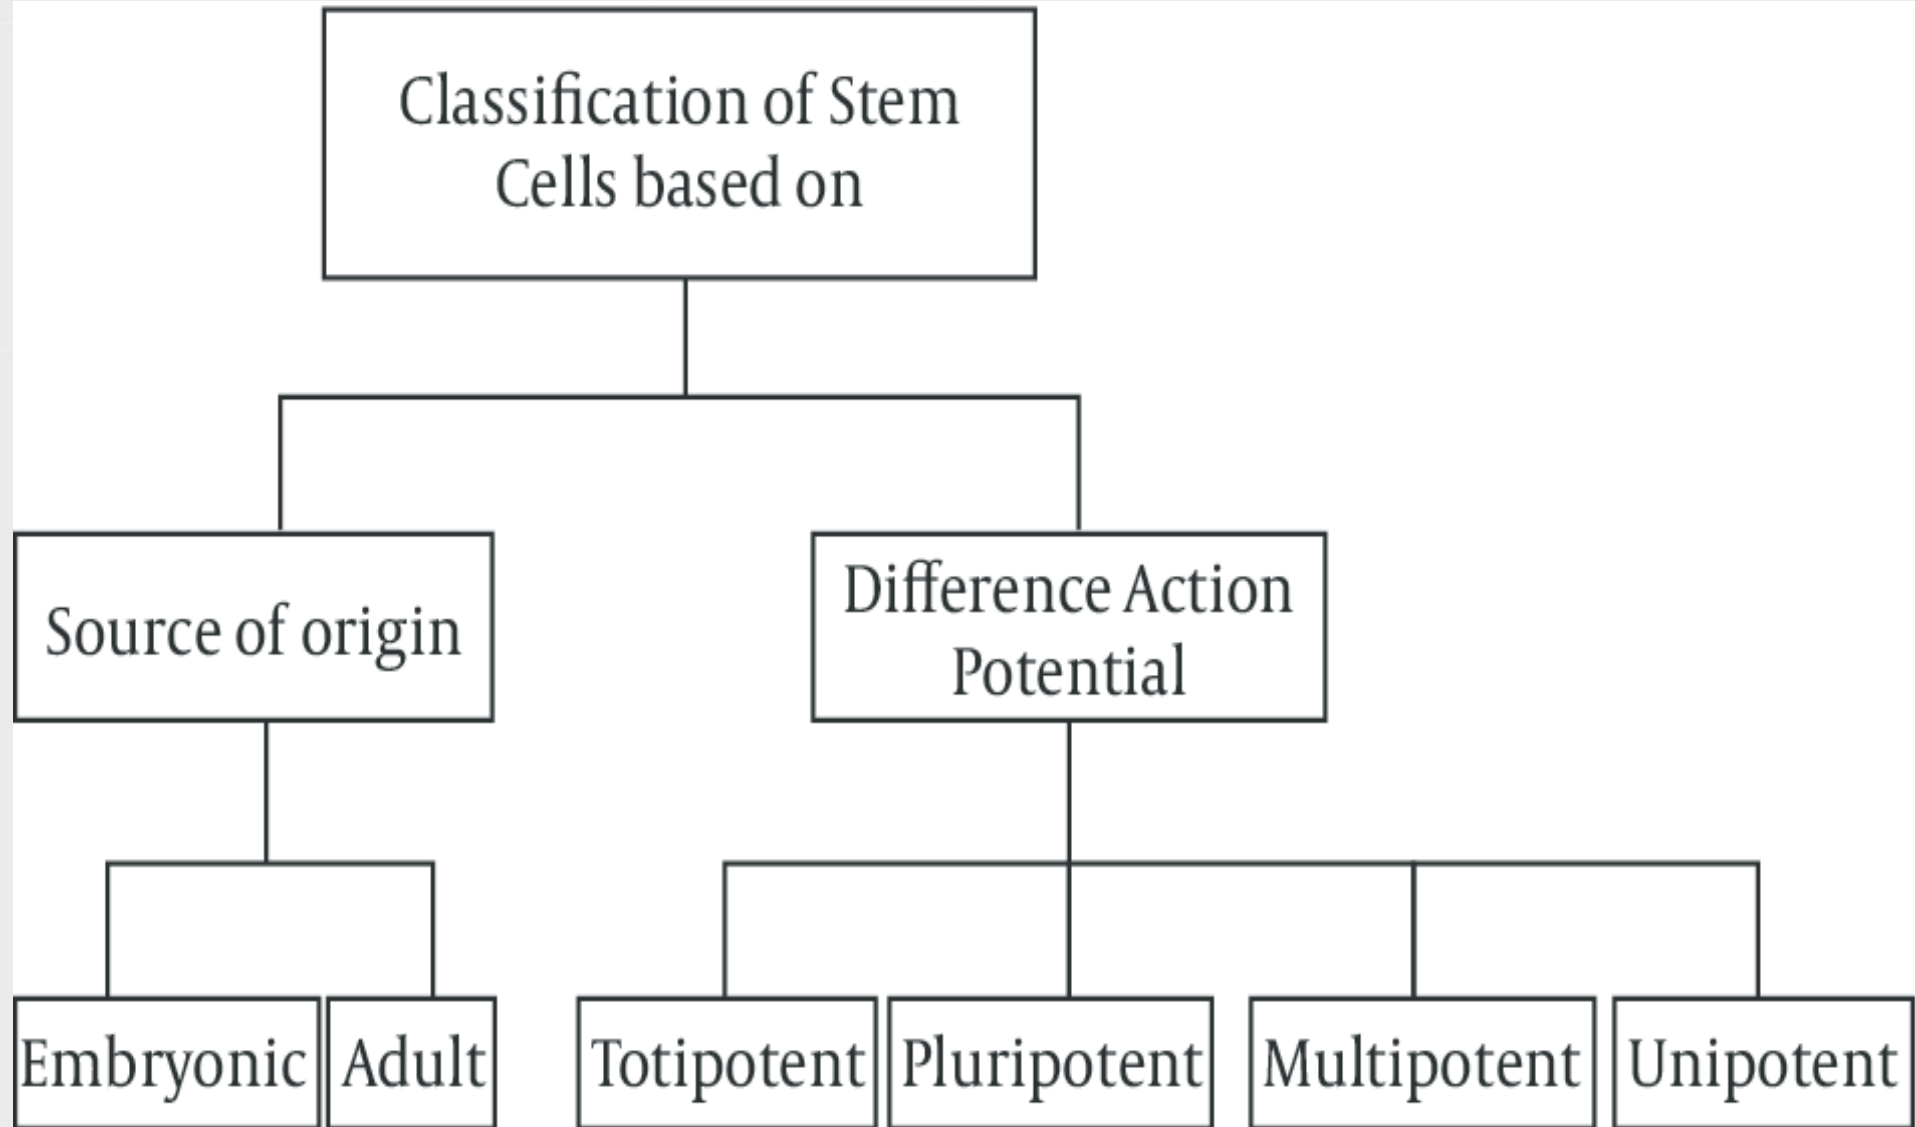 Classification of Stem
Cells based on
Source of origin
Difference Action
Potential
Embryonic
Adult
Totipotent
Pluripotent
Multipotent
Unipotent